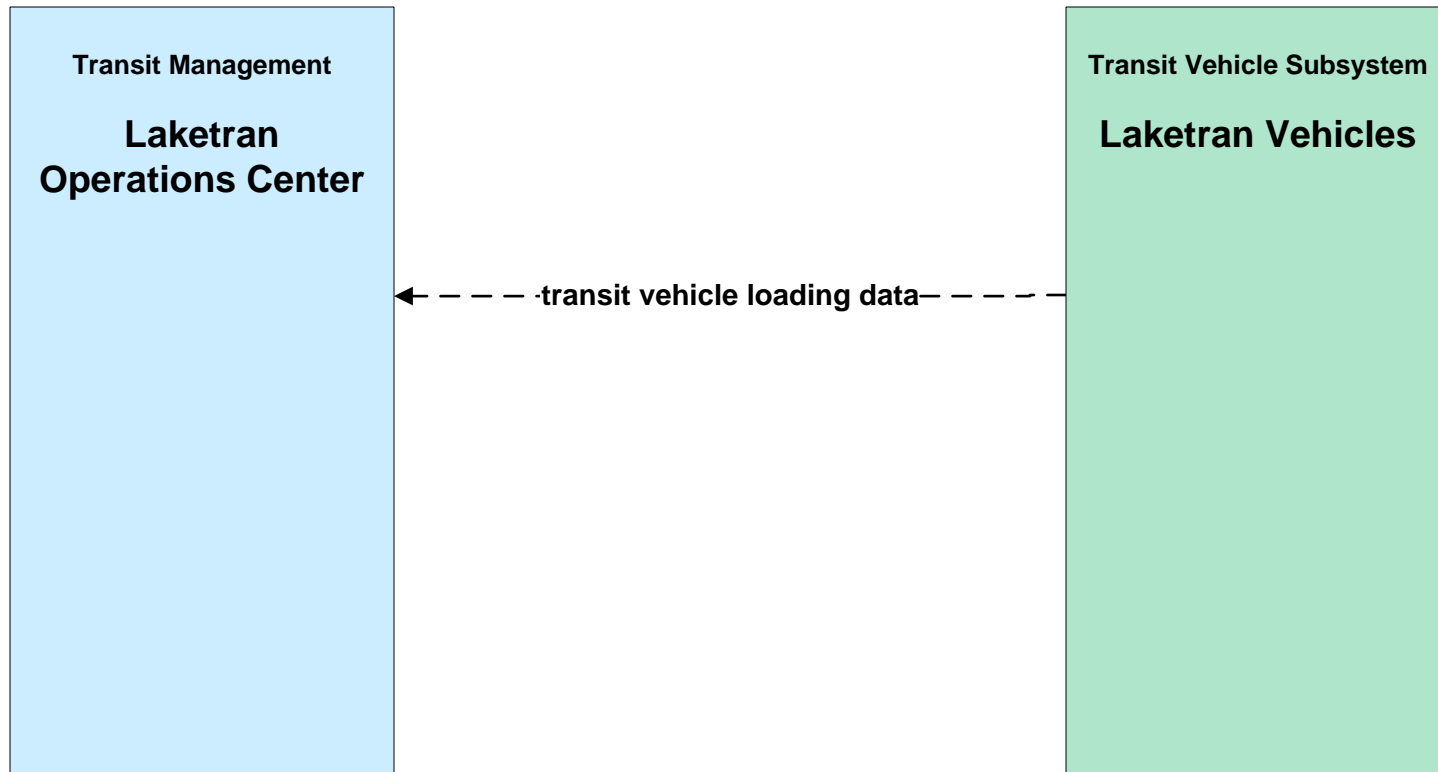 Transit Management
Laketran
Operations Center
Transit Vehicle Subsystem
Laketran Vehicles
transit vehicle loading data